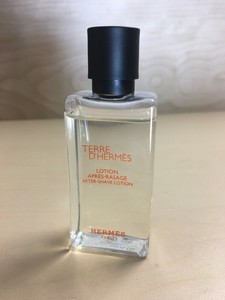 TERRE
D'HERMÈS
LOTION
APRÈS-RASAGE
AFTER-SHAVE LOTION
HERMÈS
PARIS